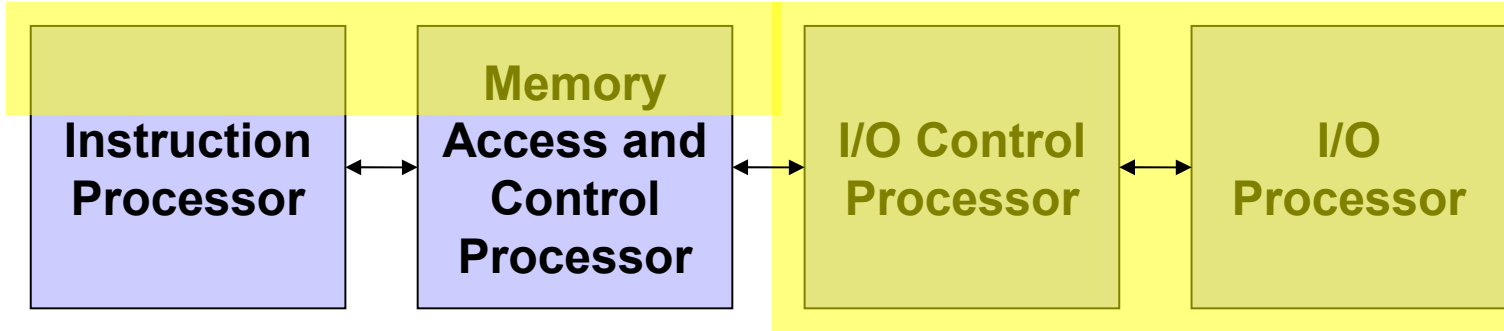 Instruction
Processor
Memory
Access and
Control
Processor
I/O Control
Processor
I/O
Processor